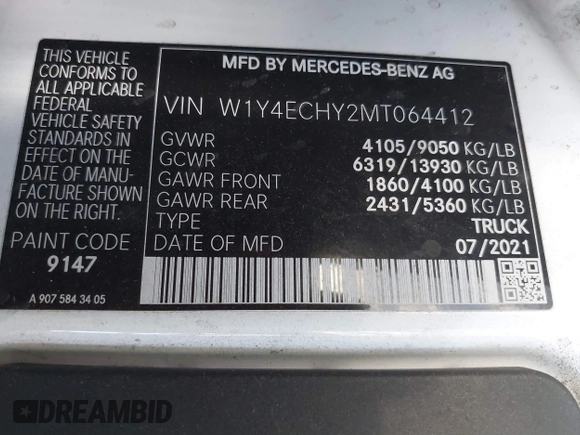 THIS VEHICLE
CONFORMS TO
ALL APPLICABLE
FEDERAL MOTOR
VEHICLE SAFETY
STANDARDS IN
EFFECT ON THE
DATE OF MANU-
FACTURE SHOWN
ON THE RIGHT.
PAINT CODE
9147
A 907 584 34 05
MFD BY MERCEDES-BENZ AG
VIN W1Y4ECHY2MT064412
GVWR 4105/9050 KG/LB
GCWR 6319/13930 KG/LB
GAWR FRONT 1860/4100 KG/LB
GAWR REAR 2431/5360 KG/LB
TYPE TRUCK
DATE OF MFD 07/2021
DREAMBID